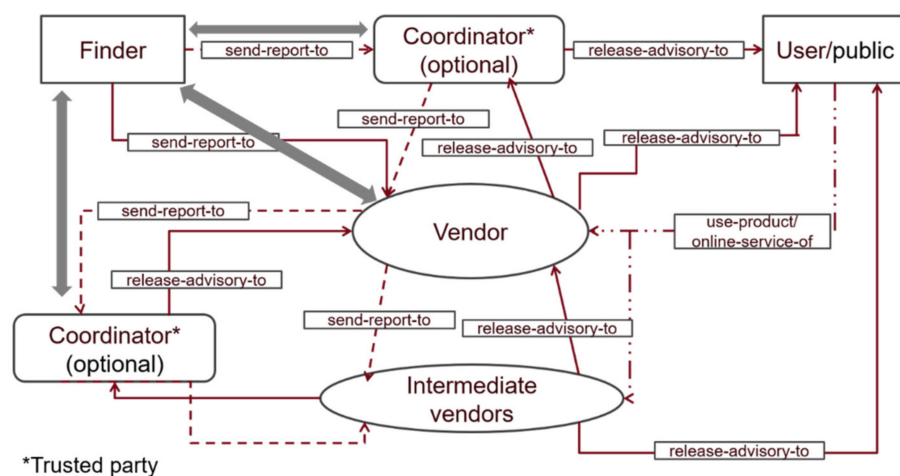 Finder
send-report-to
Coordinator*
(optional)
release-advisory-to
User/public
send-report-to
send-report-to
release-advisory-to
release-advisory-to
send-report-to
Vendor
use-product/
online-service-of
release-advisory-to
send-report-to
release-advisory-to
Coordinator*
(optional)
Intermediate
vendors
release-advisory-to
*Trusted party